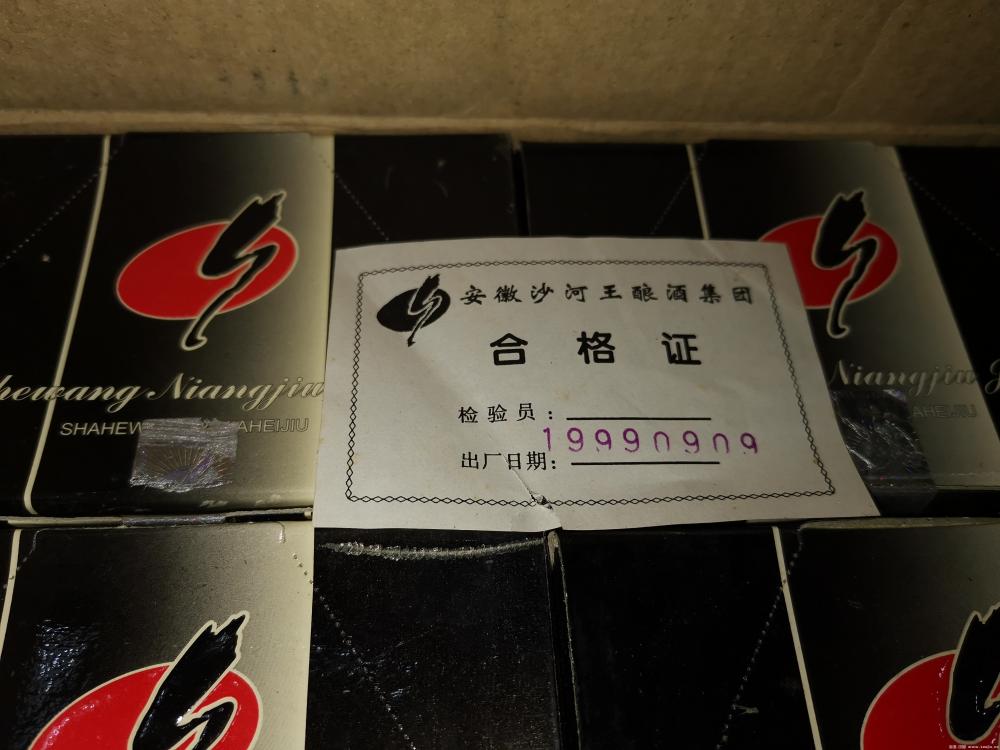 安徽沙河王酿酒集团
合格证
检验员：
19990909
出厂日期：
hewang Niangjiu
SHAHEW AHEIJIU
Niangjiu
AHEIJIU